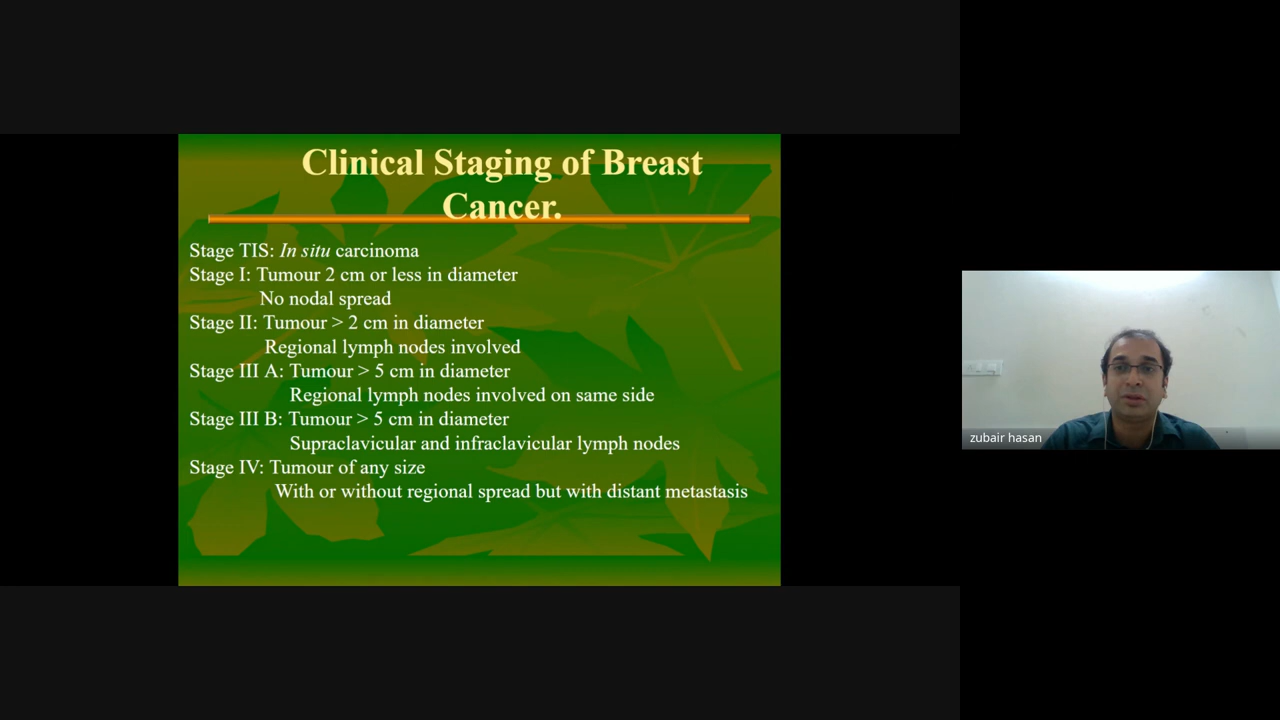 Clinical Staging of Breast
Cancer.
Stage TIS: In situ carcinoma
Stage I: Tumour 2 cm or less in diameter
No nodal spread
Stage II: Tumour > 2 cm in diameter
Regional lymph nodes involved
Stage III A: Tumour > 5 cm in diameter
Regional lymph nodes involved on same side
Stage III B: Tumour > 5 cm in diameter
Supraclavicular and infraclavicular lymph nodes
Stage IV: Tumour of any size
With or without regional spread but with distant metastasis
zubair hasan